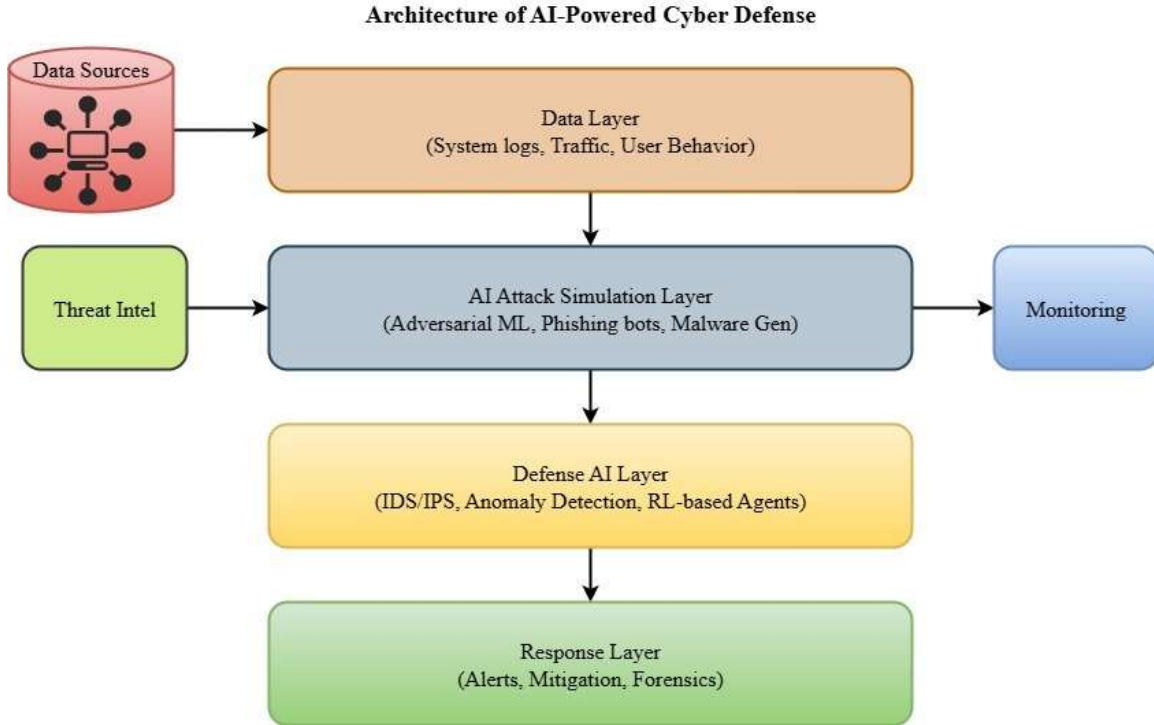 Architecture of AI-Powered Cyber Defense
Data Sources
Data Layer
(System logs, Traffic, User Behavior)
Threat Intel
AI Attack Simulation Layer
(Adversarial ML, Phishing bots, Malware Gen)
Monitoring
Defense AI Layer
(IDS/IPS, Anomaly Detection, RL-based Agents)
Response Layer
(Alerts, Mitigation, Forensics)